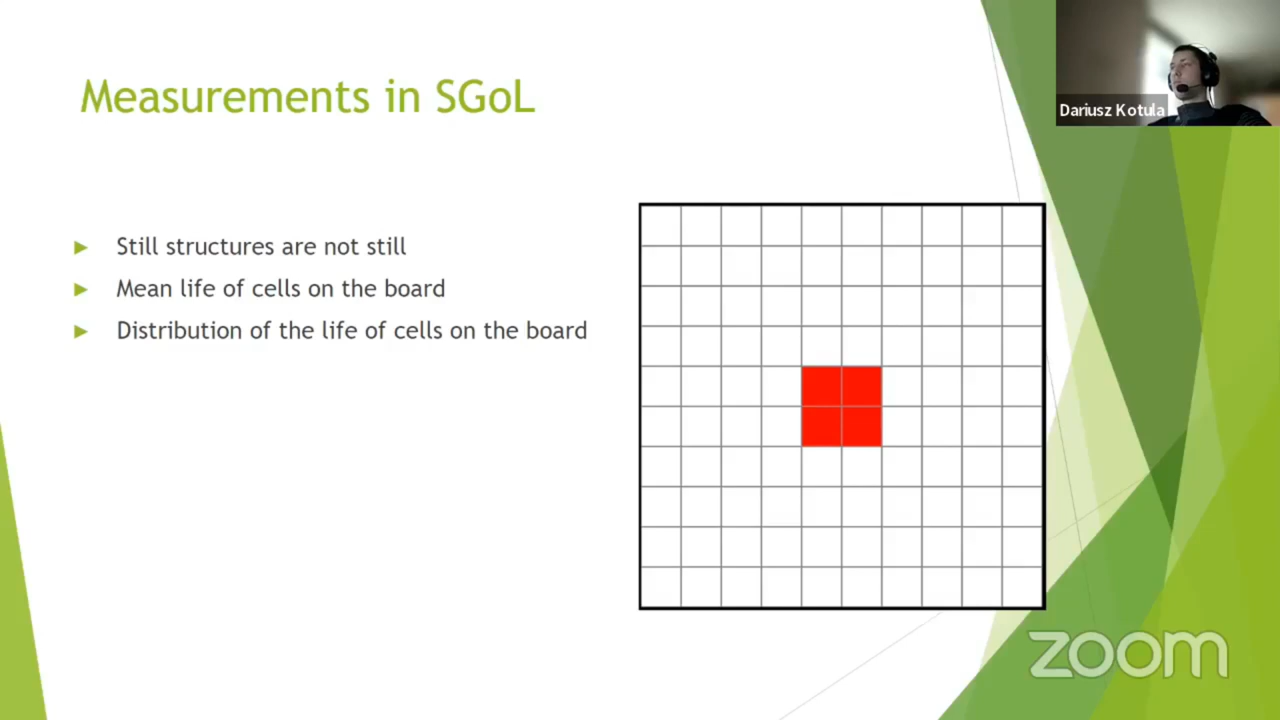 Measurements in SGoL
Dariusz Kotula
Still structures are not still
Mean life of cells on the board
Distribution of the life of cells on the board
zoom